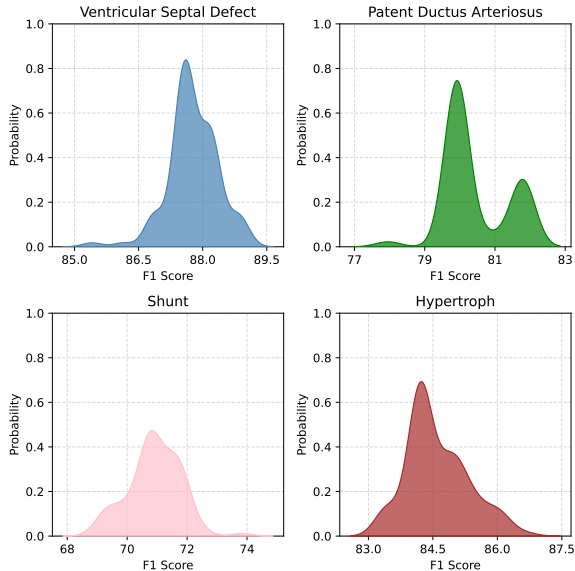 Ventricular Septal Defect
1.0
0.8
0.6
0.4
0.2
0.0
Probability
85.0 86.5 88.0 89.5
F1 Score
Patent Ductus Arteriosus
1.0
0.8
0.6
0.4
0.2
0.0
Probability
77 79 81 83
F1 Score
Shunt
1.0
0.8
0.6
0.4
0.2
0.0
Probability
68 70 72 74
F1 Score
Hypertroph
1.0
0.8
0.6
0.4
0.2
0.0
Probability
83.0 84.5 86.0 87.5
F1 Score